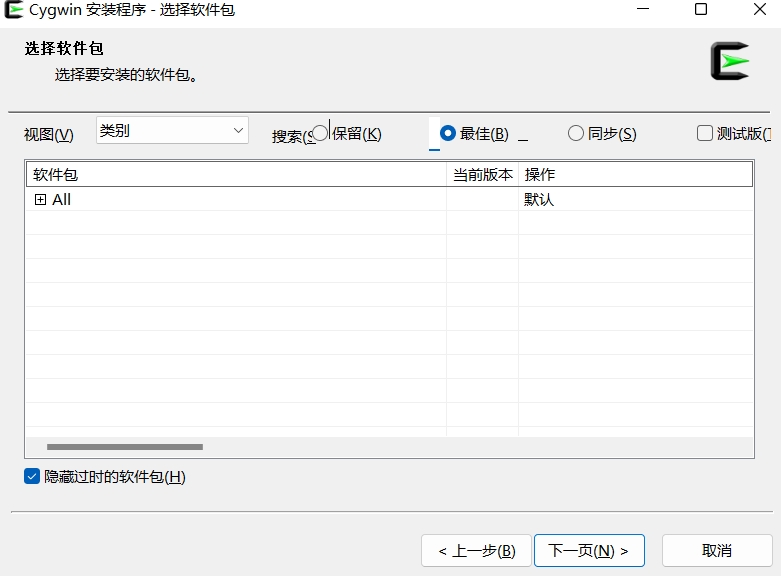 Cygwin 安装程序 - 选择软件包
选择软件包
选择要安装的软件包。
视图(V) 类别 搜索(S 保留(K) 最佳(B) 同步(S) 测试版(T
软件包 当前版本 操作
All 默认
隐藏过时的软件包(H)
< 上一步(B) 下一页(N) > 取消